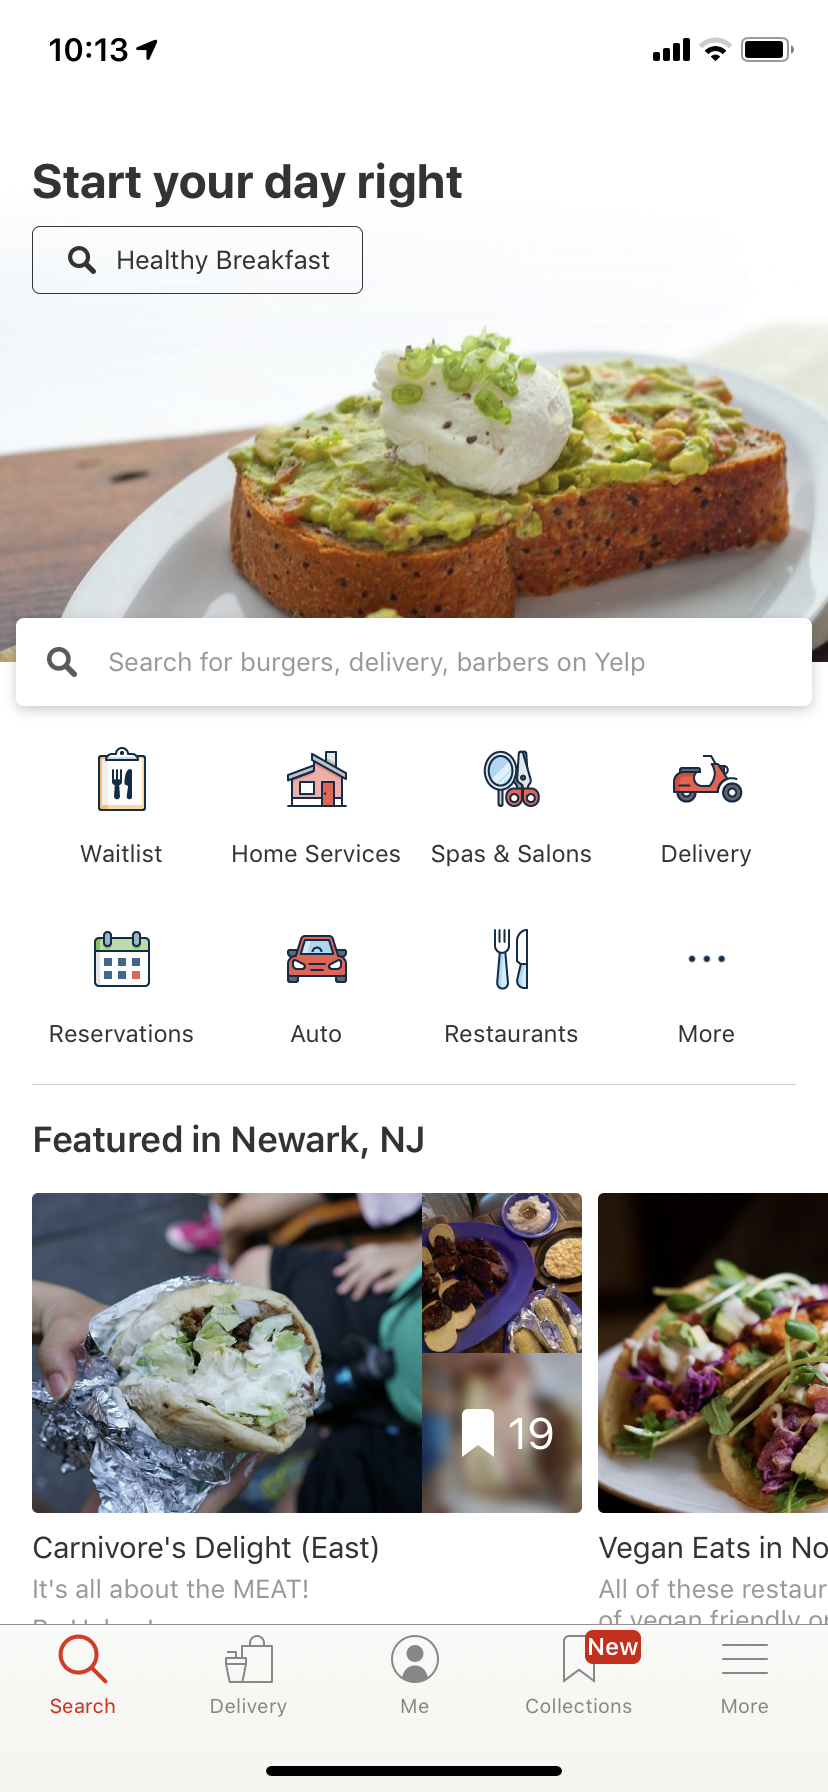 10:13
Start your day right
Healthy Breakfast
Search for burgers, delivery, barbers on Yelp
Waitlist
Home Services
Spas & Salons
Delivery
Reservations
Auto
Restaurants
More
Featured in Newark, NJ
19
Carnivore's Delight (East)
It's all about the MEAT!
Vegan Eats in No
All of these restaur
of vegan friendly
Search
Delivery
Me
New
Collections
More